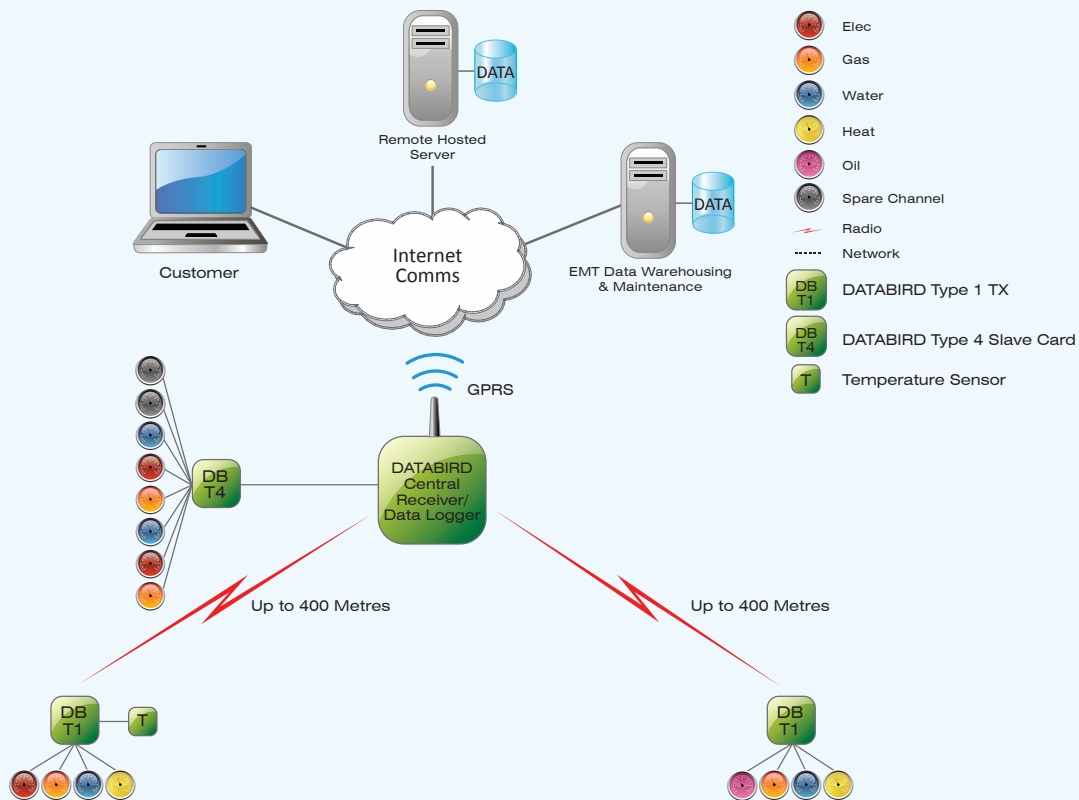 DATA
Remote Hosted
Server
Customer
Internet
Comms
DATA
EMT Data Warehousing
& Maintenance
Elec
Gas
Water
Heat
Oil
Spare Channel
Radio
Network
DB
T1
DATABIRD Type 1 TX
DB
T4
DATABIRD Type 4 Slave Card
T
Temperature Sensor
GPRS
DATABIRD
Central
Receiver/
Data Logger
DB
T4
Up to 400 Metres
Up to 400 Metres
DB
T1
T
DB
T1